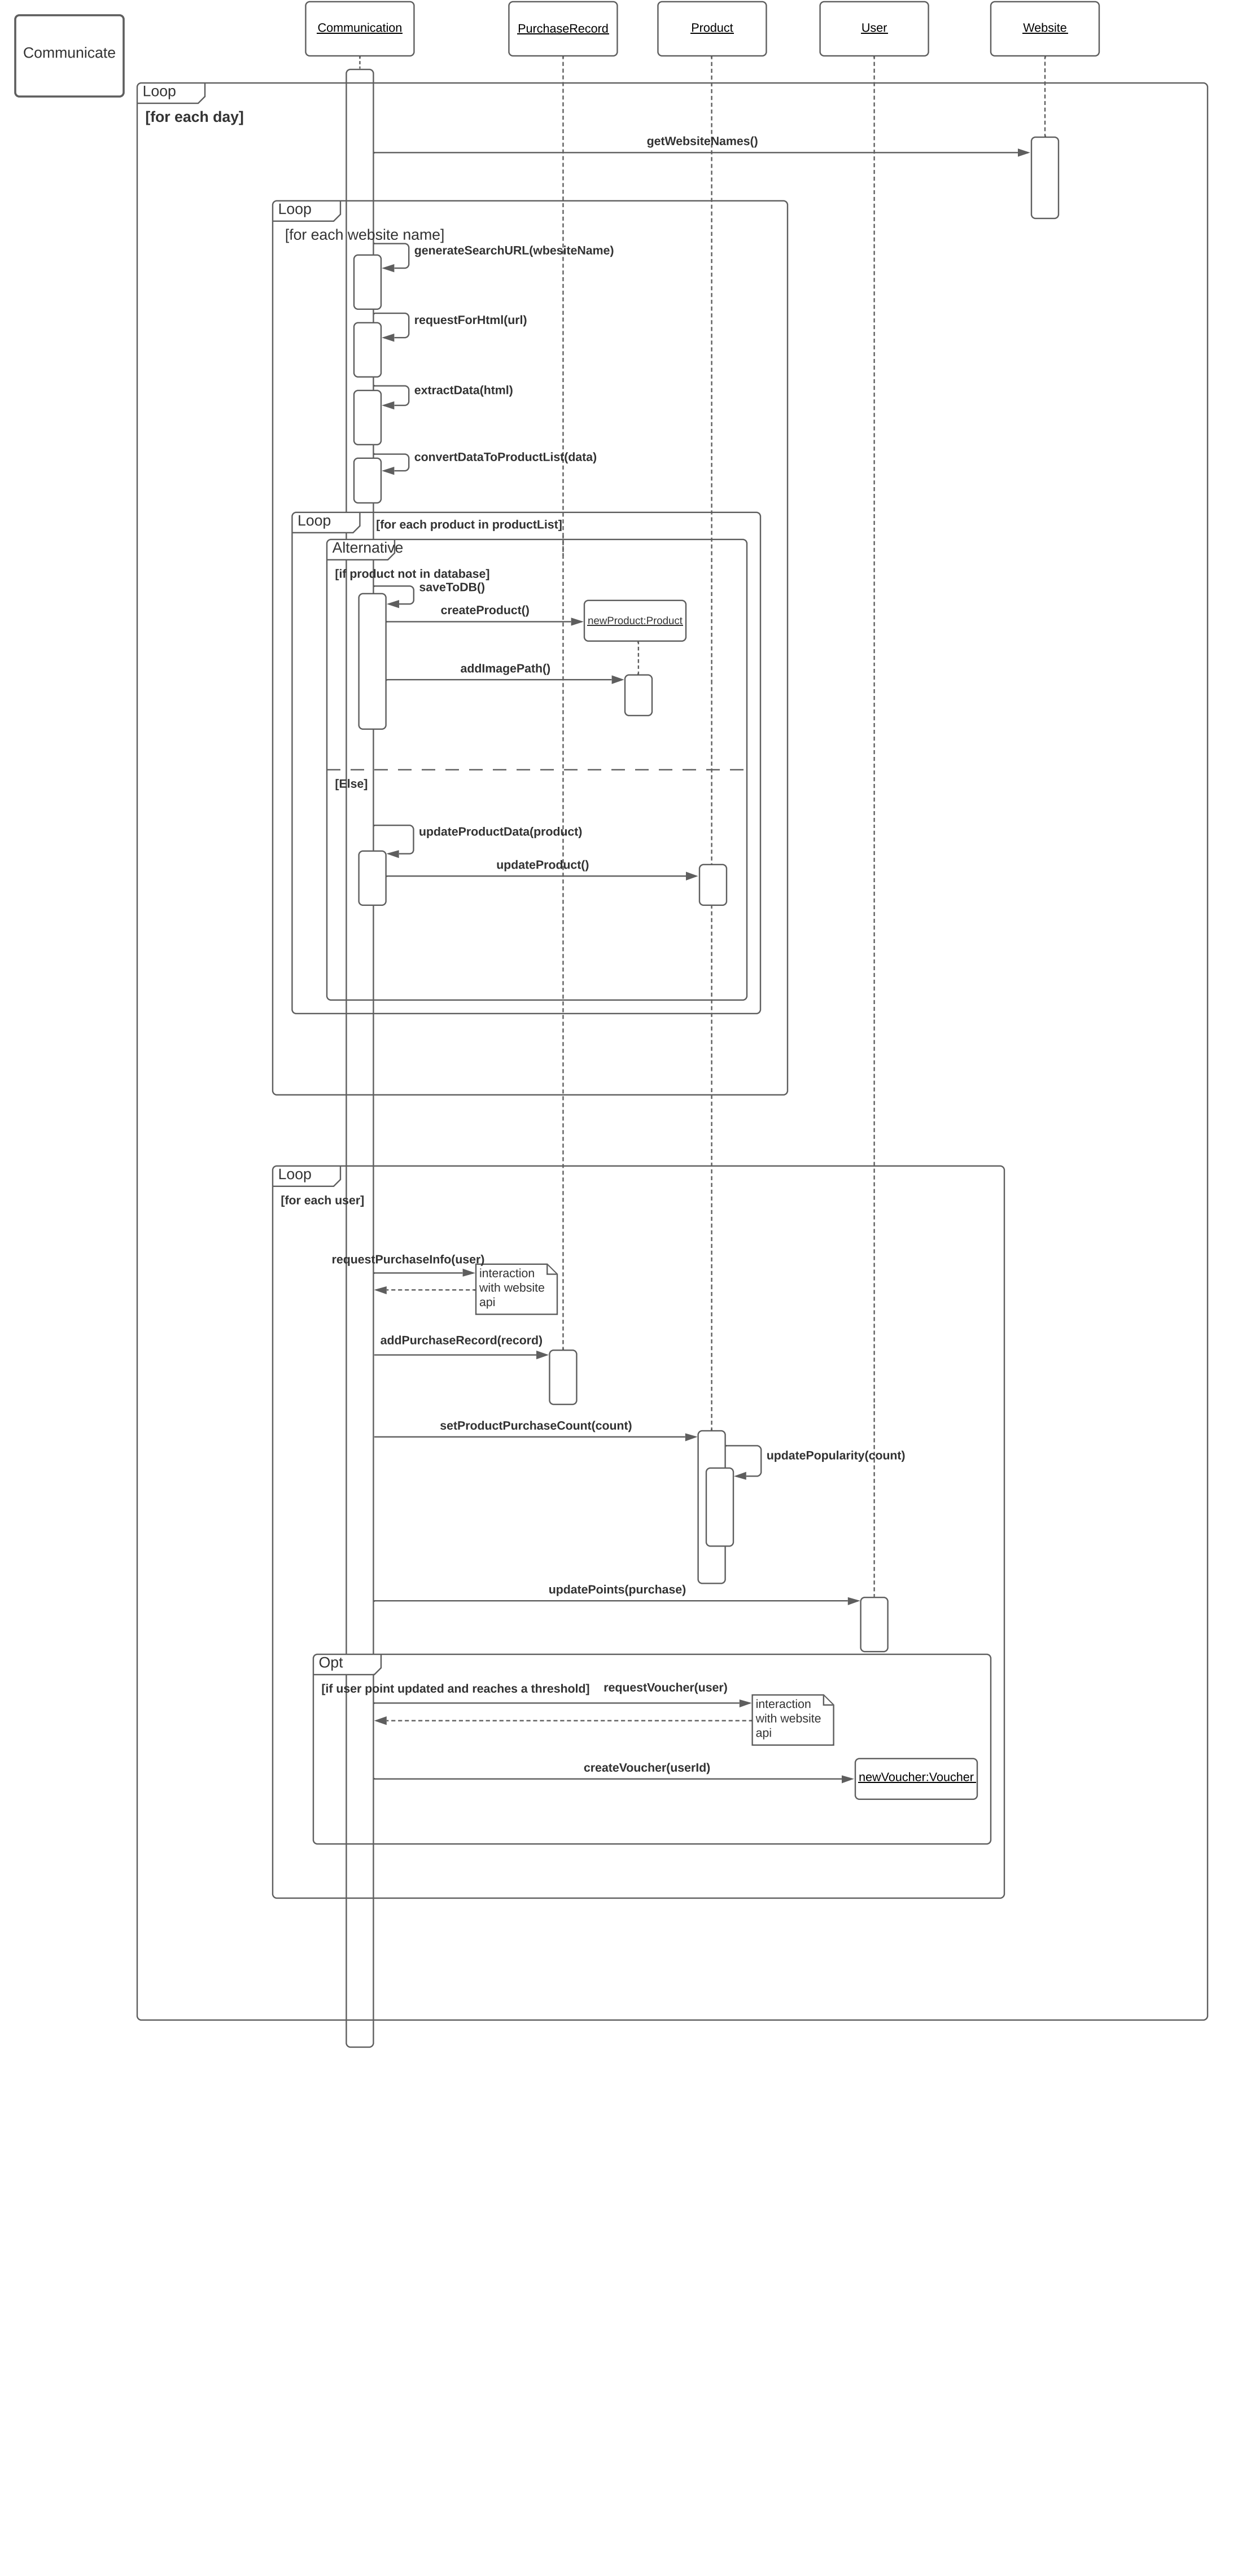 Communicate
Communication
PurchaseRecord
Product
User
Website
Loop
[for each day]
getWebsiteNames()
Loop
[for each website name]
generateSearchURL(wbesiteName)
requestForHtml(url)
extractData(html)
convertDataToProductList(data)
Loop
[for each product in productList]
Alternative
[if product not in database]
saveToDB()
createProduct()
newProduct:Product
addImagePath()
[Else]
updateProductData(product)
updateProduct()
Loop
[for each user]
requestPurchaseInfo(user)
interaction
with website
api
addPurchaseRecord(record)
setProductPurchaseCount(count)
updatePopularity(count)
updatePoints(purchase)
Opt
[if user point updated and reaches a threshold]
requestVoucher(user)
interaction
with website
api
createVoucher(userId)
newVoucher:Voucher